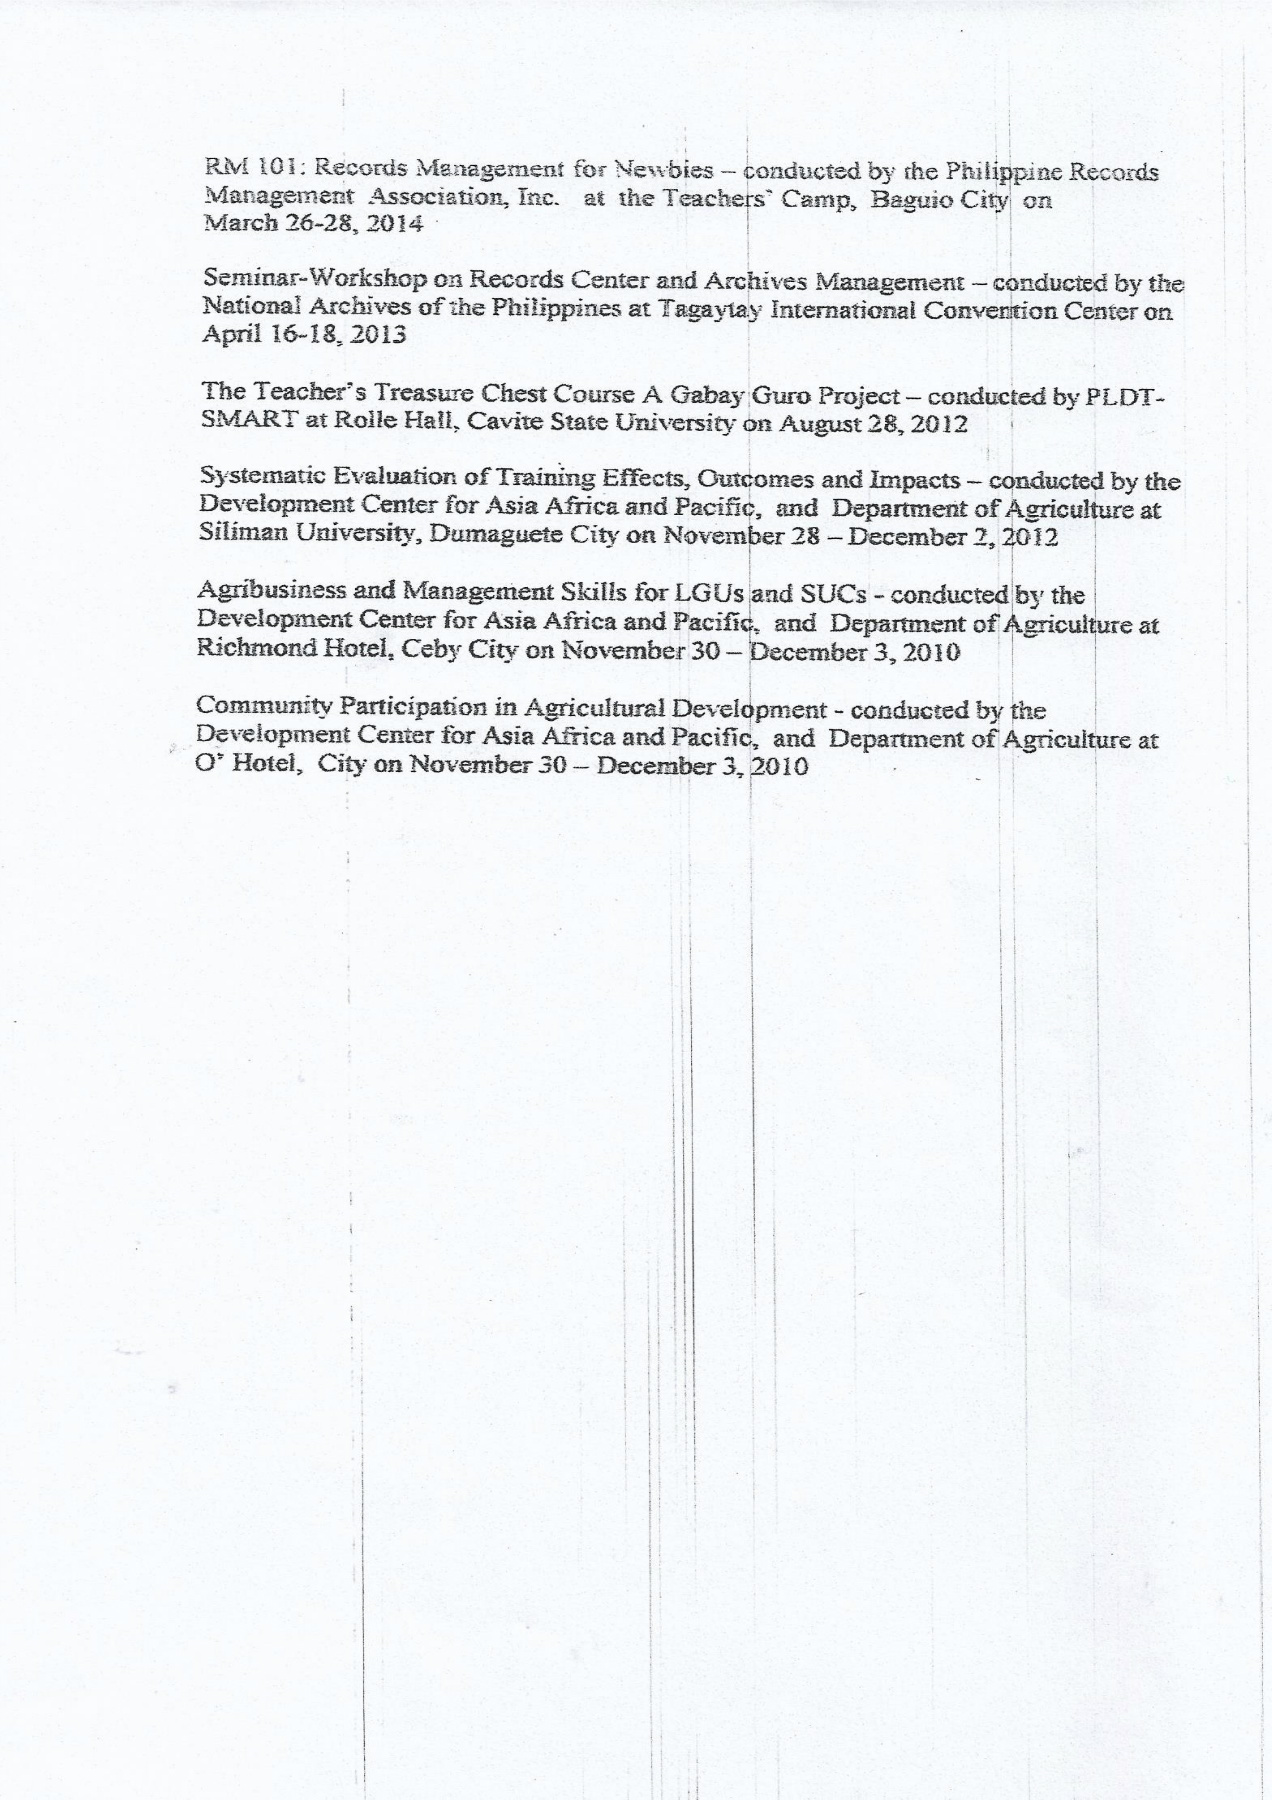 RM 101: Records Management for Newbies – conducted by the Philippine Records
Management Association, Inc. at the Teachers' Camp, Baguio City on
March 26-28, 2014
Seminar-Workshop on Records Center and Archives Management – conducted by the
National Archives of the Philippines at Tagaytay International Convention Center on
April 16-18, 2013
The Teacher's Treasure Chest Course A Gabay Guro Project – conducted by PLDT-
SMART at Rolle Hall, Cavite State University on August 28, 2012
Systematic Evaluation of Training Effects, Outcomes and Impacts – conducted by the
Development Center for Asia Africa and Pacific, and Department of Agriculture at
Siliman University, Dumaguete City on November 28 – December 2, 2012
Agribusiness and Management Skills for LGUs and SUCs - conducted by the
Development Center for Asia Africa and Pacific, and Department of Agriculture at
Richmond Hotel, Ceby City on November 30 – December 3, 2010
Community Participation in Agricultural Development - conducted by the
Development Center for Asia Africa and Pacific, and Department of Agriculture at
O' Hotel, City on November 30 – December 3, 2010